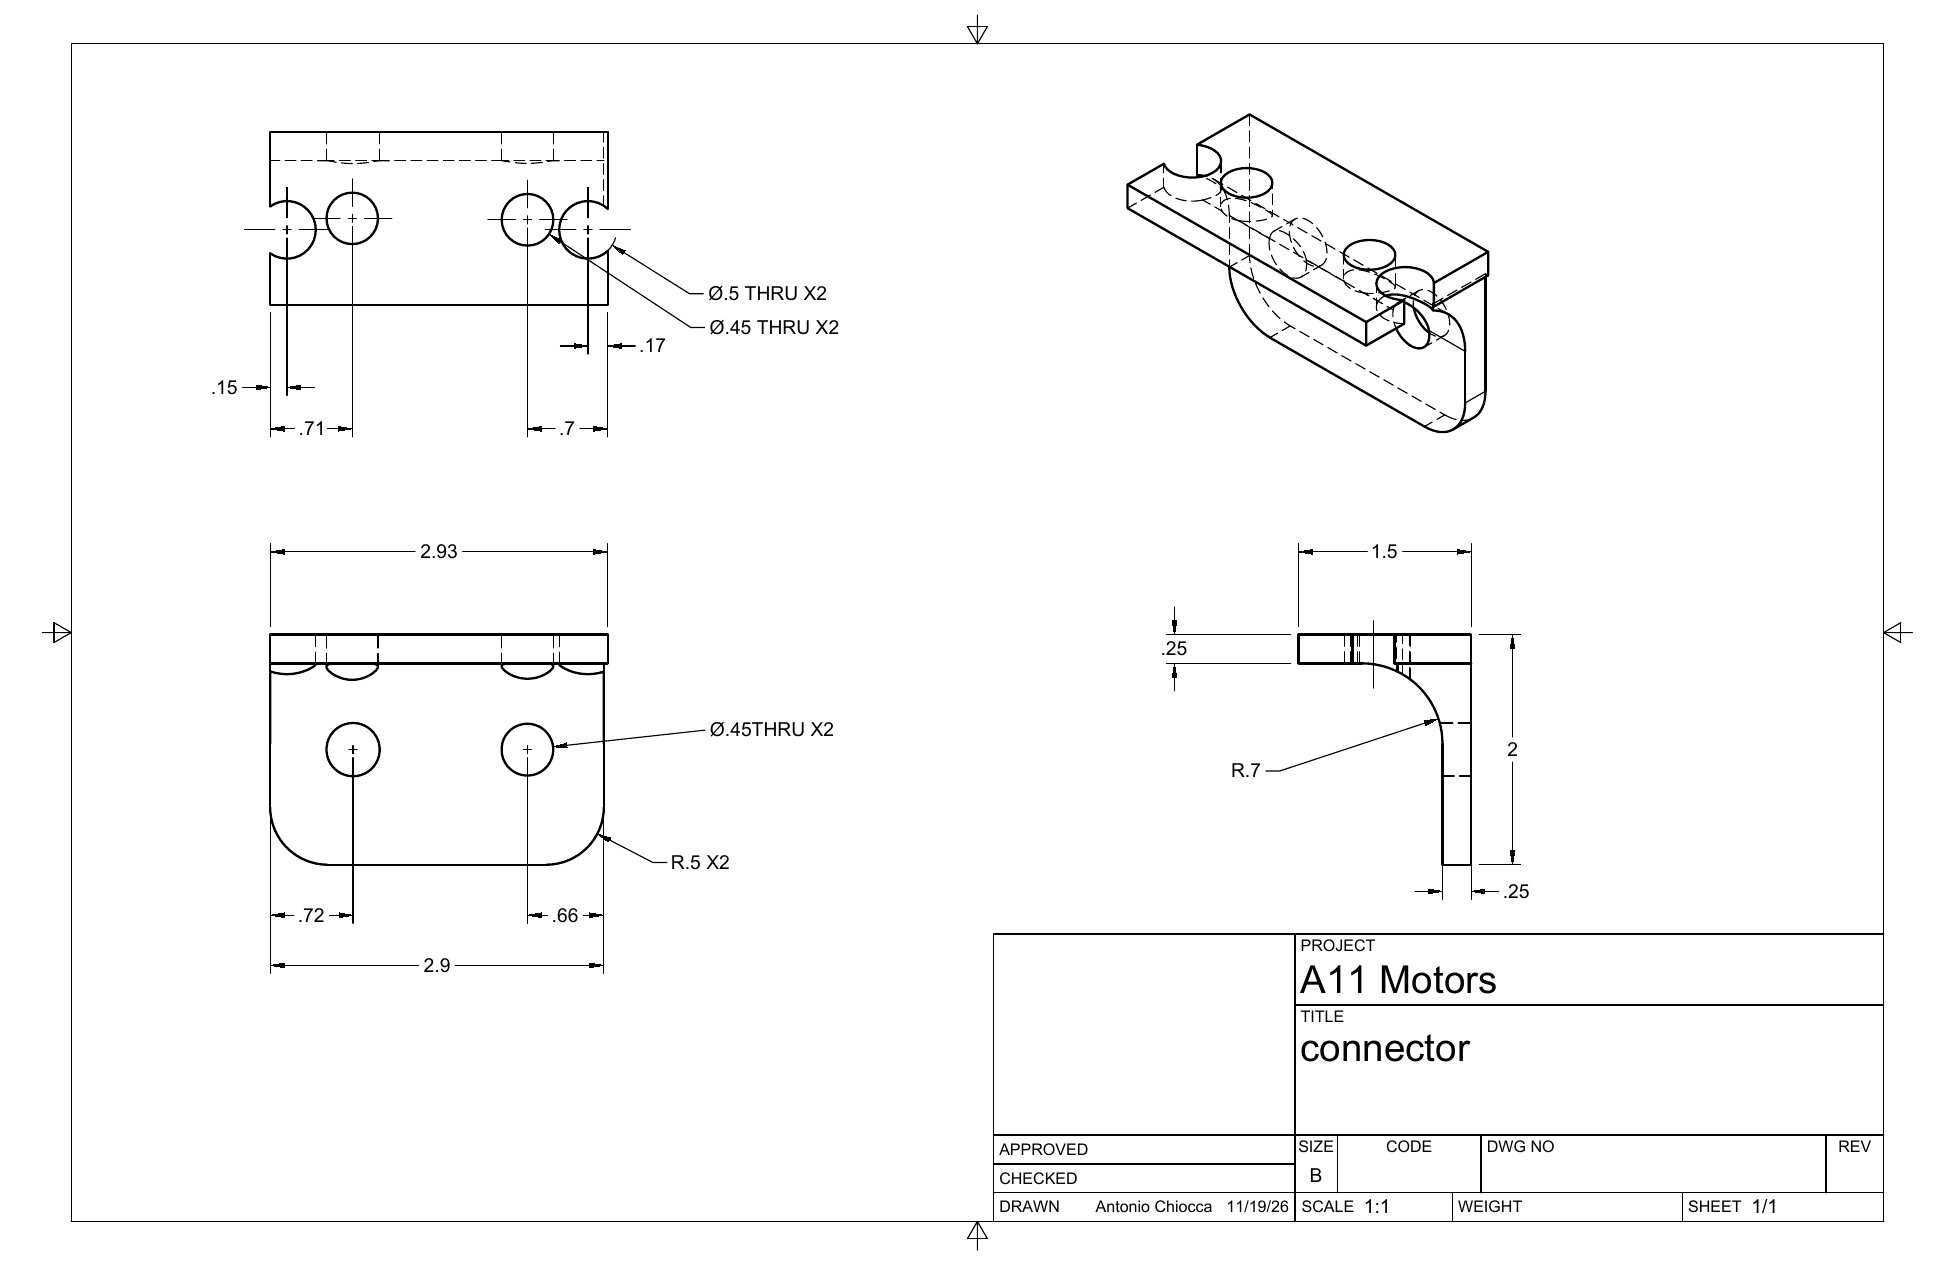 Ø.5 THRU X2
Ø.45 THRU X2
.17
.15
.71
.7
2.93
1.5
.25
Ø.45THRU X2
R.7
2
R.5 X2
.25
.72
.66
2.9
PROJECT
A11 Motors
TITLE
connector
APPROVED
CHECKED
DRAWN Antonio Chiocca 11/19/26
SIZE CODE DWG NO REV
B
SCALE 1:1 WEIGHT SHEET 1/1